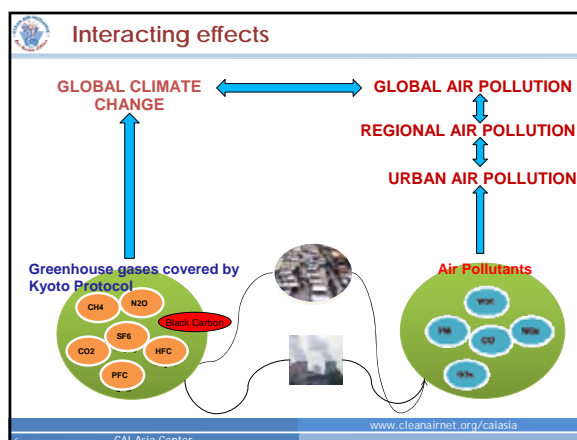 Interacting effects
GLOBAL CLIMATE
CHANGE
GLOBAL AIR POLLUTION
REGIONAL AIR POLLUTION
URBAN AIR POLLUTION
Greenhouse gases covered by
Kyoto Protocol
Air Pollutants
CH4
N2O
SF6
Black Carbon
CO2
HFC
PFC
VOC
PM
CO
NOx
SOx
www.cleanairnet.org/calasia
CAI-Asia Center